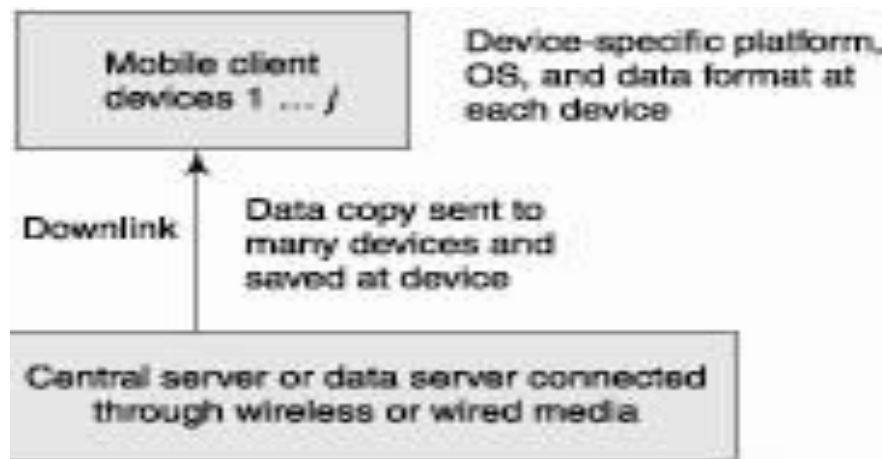 Mobile client
devices 1 ... j
Device-specific platform,
OS, and data format at
each device
Downlink
Data copy sent to
many devices and
saved at device
Central server or data server connected
through wireless or wired media